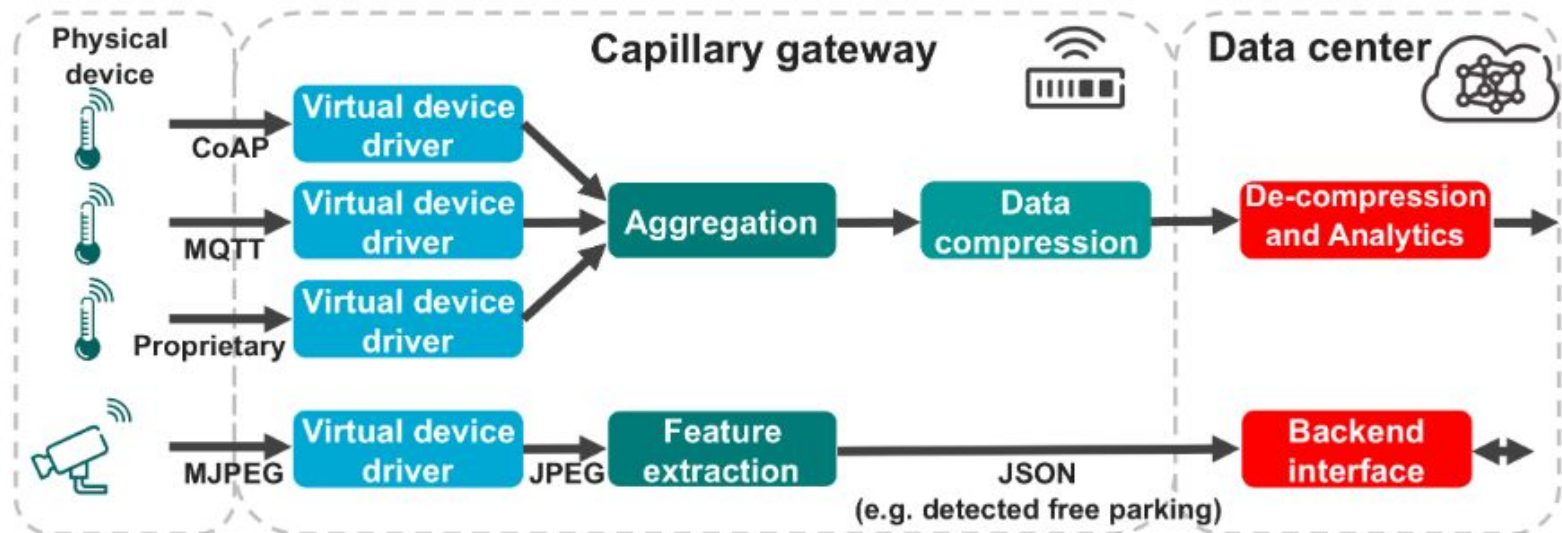 Physical
device
Capillary gateway
Data center
Virtual device
driver
CoAP
Virtual device
driver
MQTT
Aggregation
Data
compression
De-compression
and Analytics
Virtual device
driver
Proprietary
Virtual device
driver
MJPEG
JPEG
Feature
extraction
JSON
(e.g. detected free parking)
Backend
interface